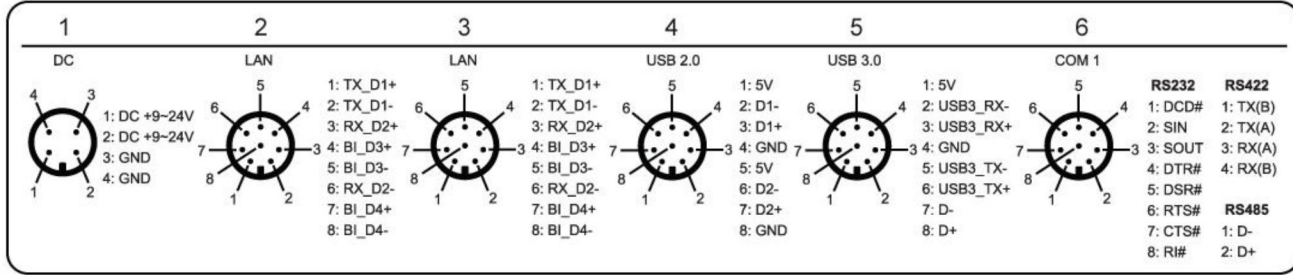 1 2 3 4 5 6
DC LAN LAN USB 2.0 USB 3.0 COM 1
4 3
1 2
1: DC +9~24V
2: DC +9~24V
3: GND
4: GND
5
6 4
7 3
8
1 2
1: TX_D1+
2: TX_D1-
3: RX_D2+
4: BI_D3+
5: BI_D3-
6: RX_D2-
7: BI_D4+
8: BI_D4-
5
6 4
7 3
8
1 2
1: TX_D1+
2: TX_D1-
3: RX_D2+
4: BI_D3+
5: BI_D3-
6: RX_D2-
7: BI_D4+
8: BI_D4-
5
6 4
7 3
8
1 2
1: 5V
2: D1-
3: D1+
4: GND
5: 5V
6: D2-
7: D2+
8: GND
5
6 4
7 3
8
1 2
1: 5V
2: USB3_RX-
3: USB3_RX+
4: GND
5: USB3_TX-
6: USB3_TX+
7: D-
8: D+
5
6 4
7 3
8
1 2
RS232
1: DCD#
2: SIN
3: SOUT
4: DTR#
5: DSR#
6: RTS#
7: CTS#
8: RI#
RS422
1: TX(B)
2: TX(A)
3: RX(A)
4: RX(B)
RS485
1: D-
2: D+